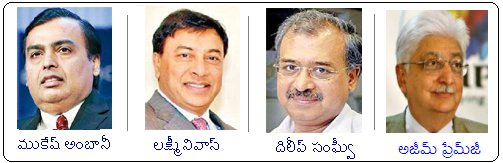 ముకేష్ అంబానీ
లక్ష్మీనివాస్
దిలీప్ సంఘ్వీ
అజీమ్ ప్రేమ్‌జీ